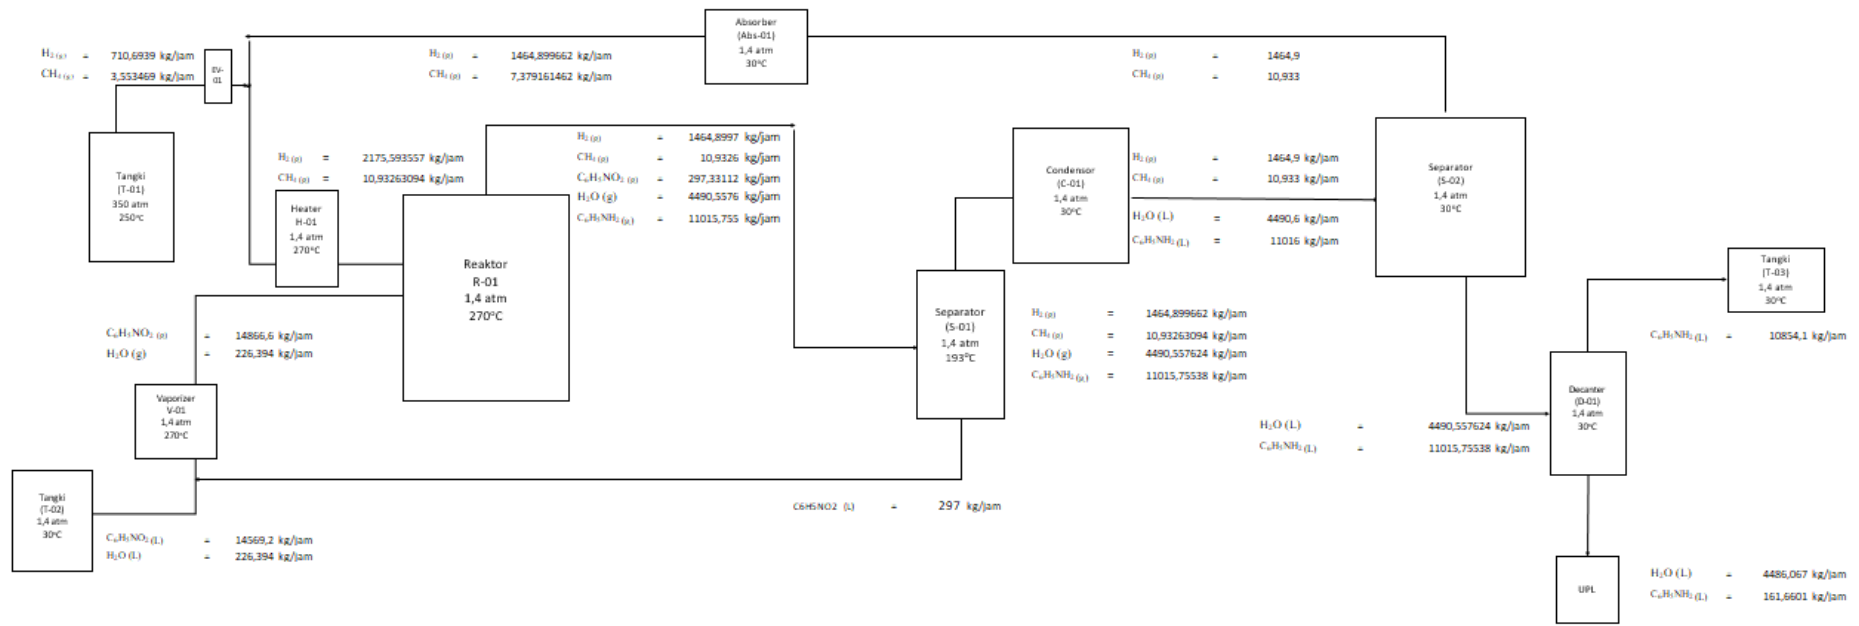 Absorber
(Abs-01)
1,4 atm
30°C
H₂ (g) = 710,6939 kg/jam
CH₄ (g) = 3,553469 kg/jam
EV-
01
H₂ (g) = 1464,899662 kg/jam
CH₄ (g) = 7,379161462 kg/jam
H₂ (g) = 1464,9
CH₄ (g) = 10,933
Tangki
(T-01)
350 atm
250°C
H₂ (g) = 2175,593557 kg/jam
CH₄ (g) = 10,93263094 kg/jam
Heater
H-01
1,4 atm
270°C
H₂ (g) = 1464,8997 kg/jam
CH₄ (g) = 10,9326 kg/jam
C₆H₅NO₂ (g) = 297,33112 kg/jam
H₂O (g) = 4490,5576 kg/jam
C₆H₅NH₂ (g) = 11015,755 kg/jam
Reaktor
R-01
1,4 atm
270°C
Condensor
(C-01)
1,4 atm
30°C
H₂ (g) = 1464,9 kg/jam
CH₄ (g) = 10,933 kg/jam
H₂O (L) = 4490,6 kg/jam
C₆H₅NH₂ (L) = 11016 kg/jam
Separator
(S-02)
1,4 atm
30°C
Tangki
(T-03)
1,4 atm
30°C
C₆H₅NH₂ (L) = 10854,1 kg/jam
C₆H₅NO₂ (g) = 14866,6 kg/jam
H₂O (g) = 226,394 kg/jam
Separator
(S-01)
1,4 atm
193°C
H₂ (g) = 1464,899662 kg/jam
CH₄ (g) = 10,93263094 kg/jam
H₂O (g) = 4490,557624 kg/jam
C₆H₅NH₂ (g) = 11015,75538 kg/jam
Vaporizer
V-01
1,4 atm
270°C
Decanter
(D-01)
1,4 atm
30°C
H₂O (L) = 4490,557624 kg/jam
C₆H₅NH₂ (L) = 11015,75538 kg/jam
Tangki
(T-02)
1,4 atm
30°C
C6H5NO2 (L) = 297 kg/jam
C₆H₅NO₂ (L) = 14569,2 kg/jam
H₂O (L) = 226,394 kg/jam
UPL
H₂O (L) = 4486,067 kg/jam
C₆H₅NH₂ (L) = 161,6601 kg/jam